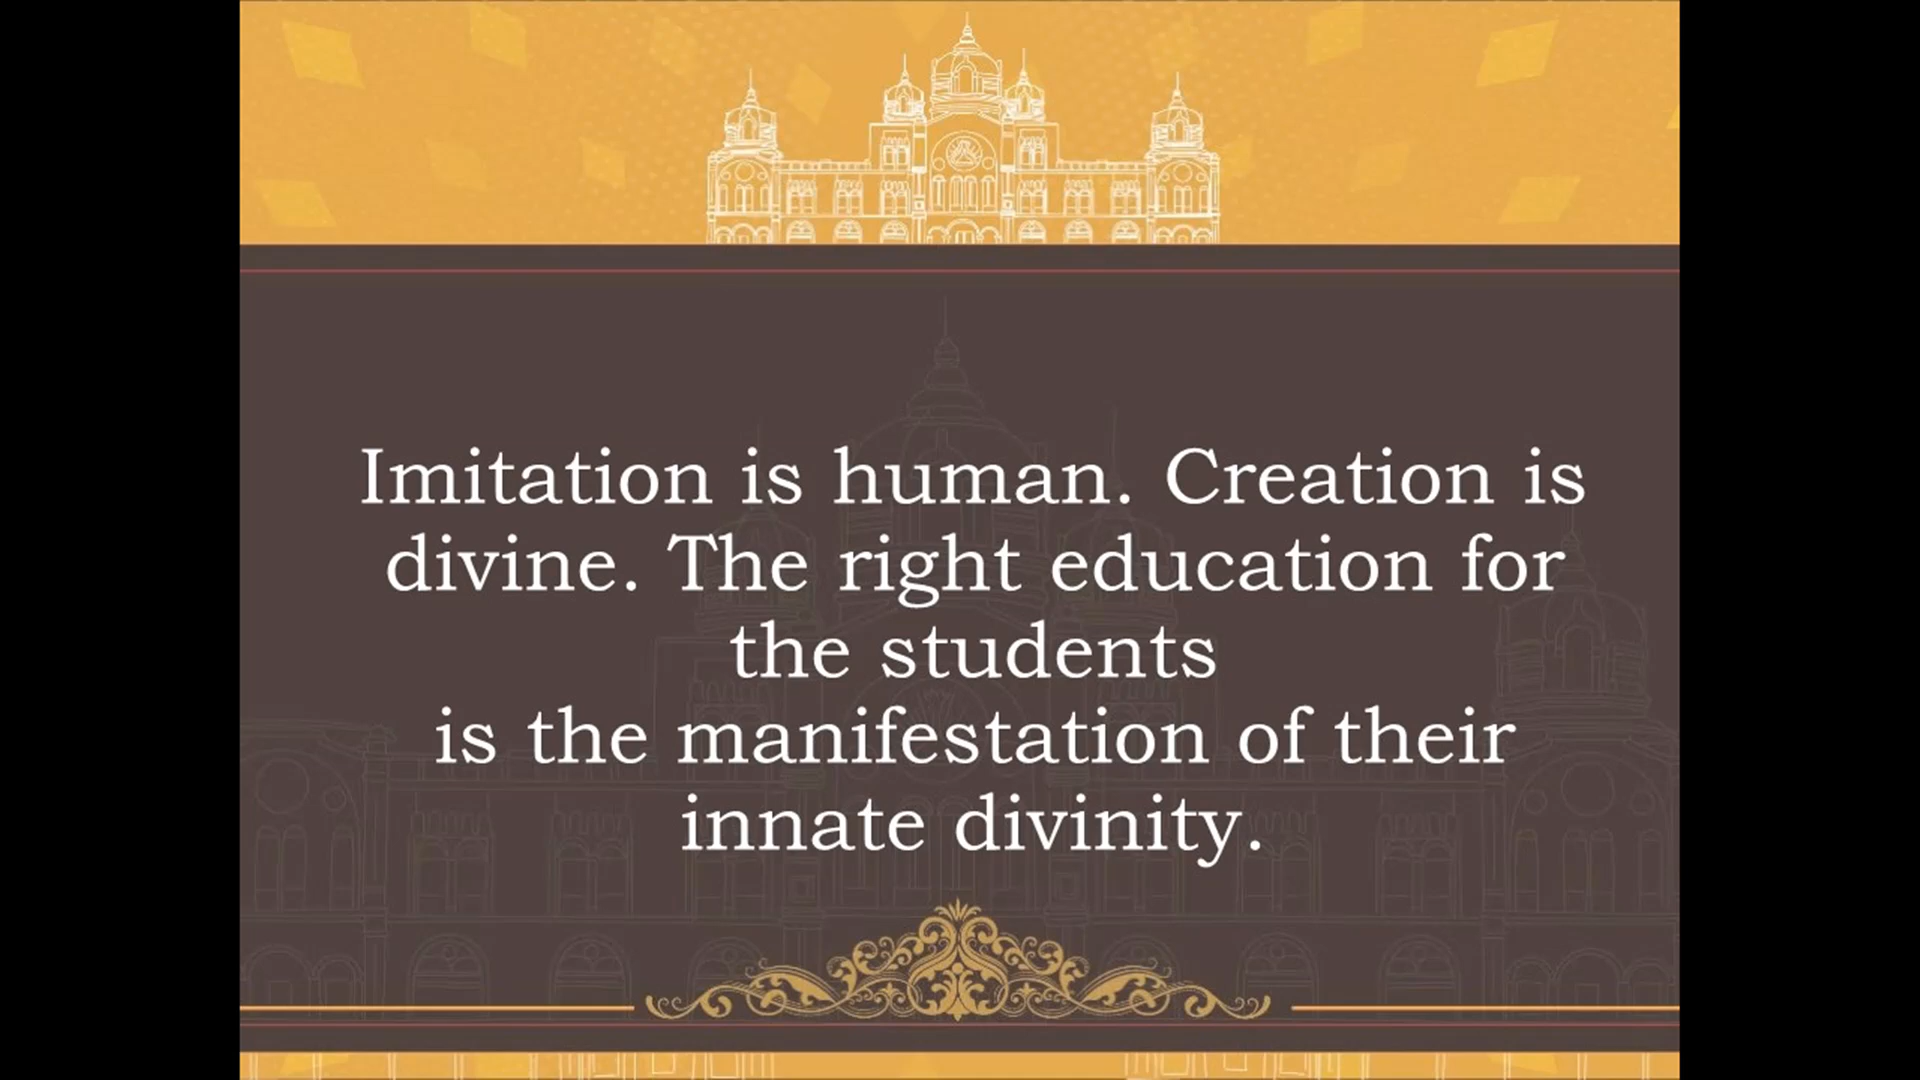 Imitation is human. Creation is
divine. The right education for
the students
is the manifestation of their
innate divinity.